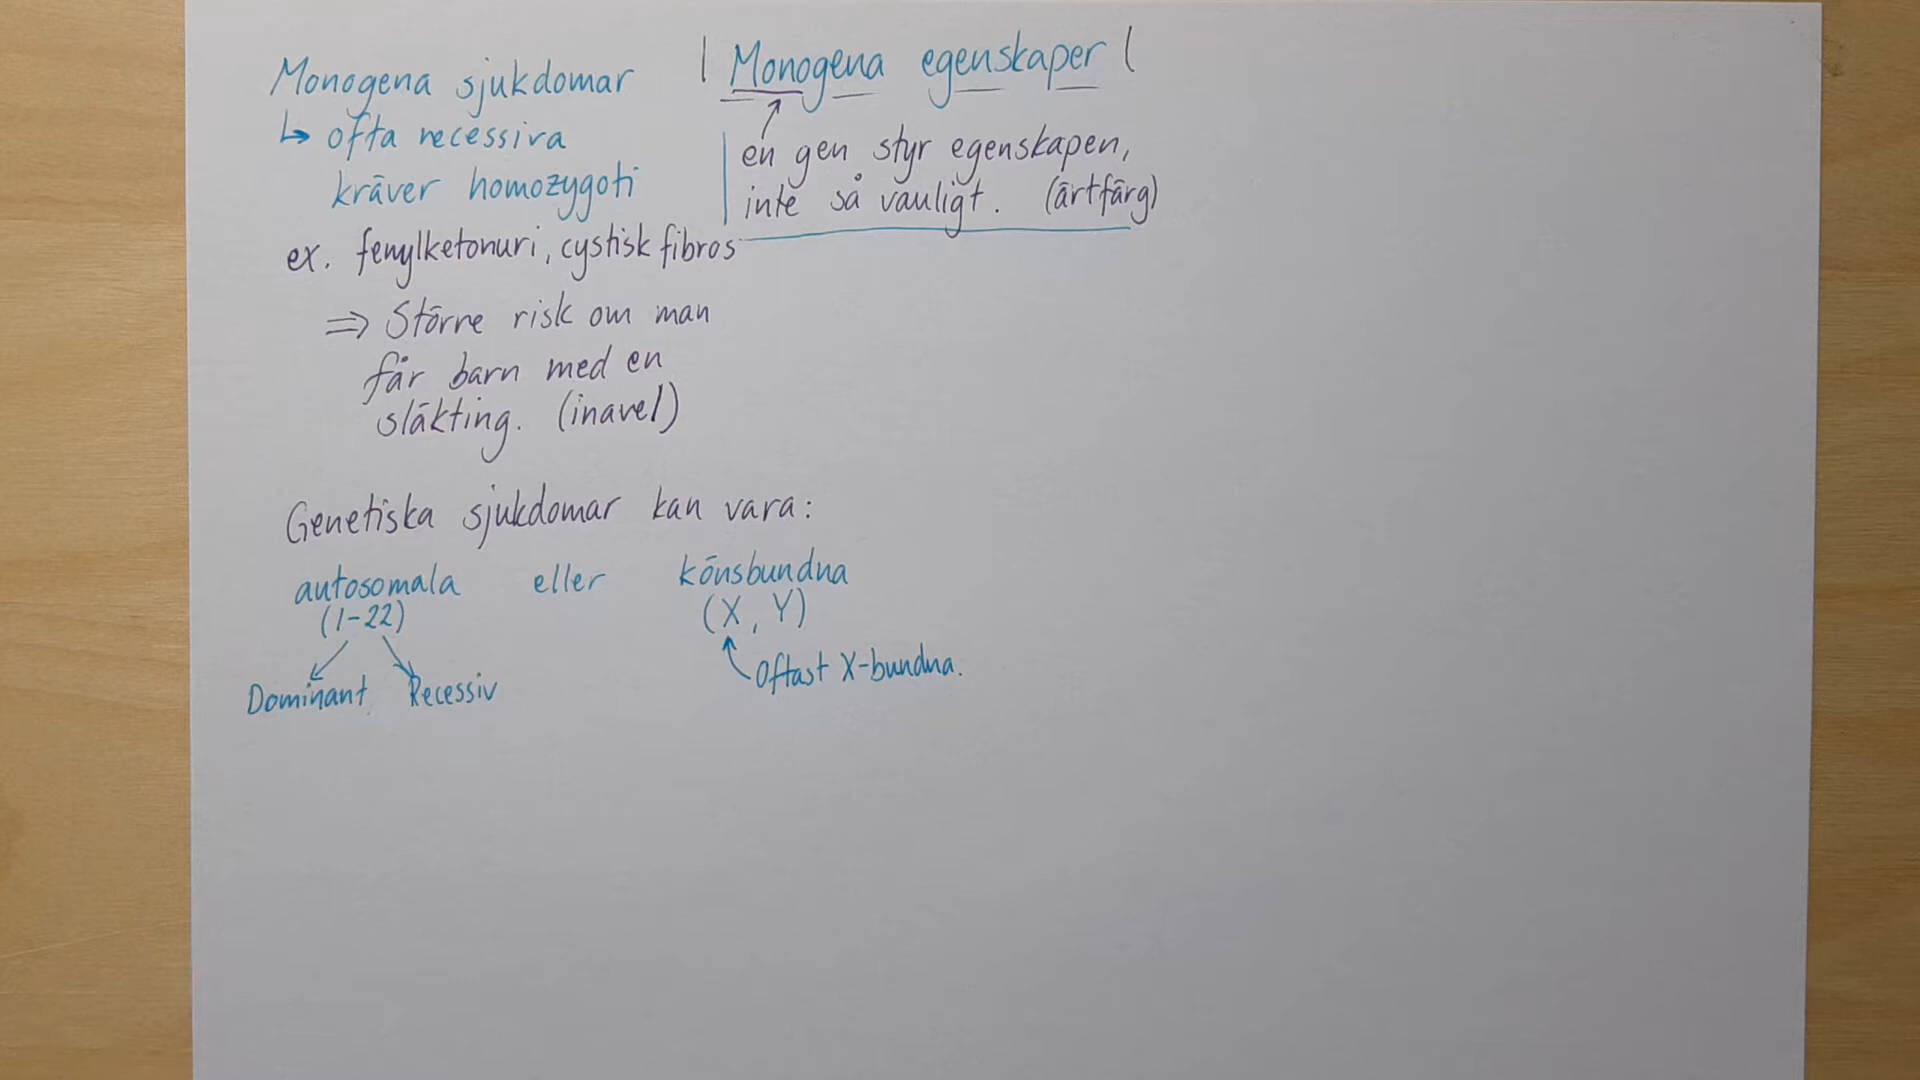 Monogena egenskaper
en gen styr egenskapen,
inte så vanligt. (ärtfärg)
Monogena sjukdomar
↳ ofta recessiva
kräver homozygoti
ex. fenylketonuri, cystisk fibros
⇒ Större risk om man
får barn med en
släkting. (inavel)
Genetiska sjukdomar kan vara:
autosomala eller könsbundna
(1-22) (X, Y)
Oftast X-bundna.
Dominant Recessiv